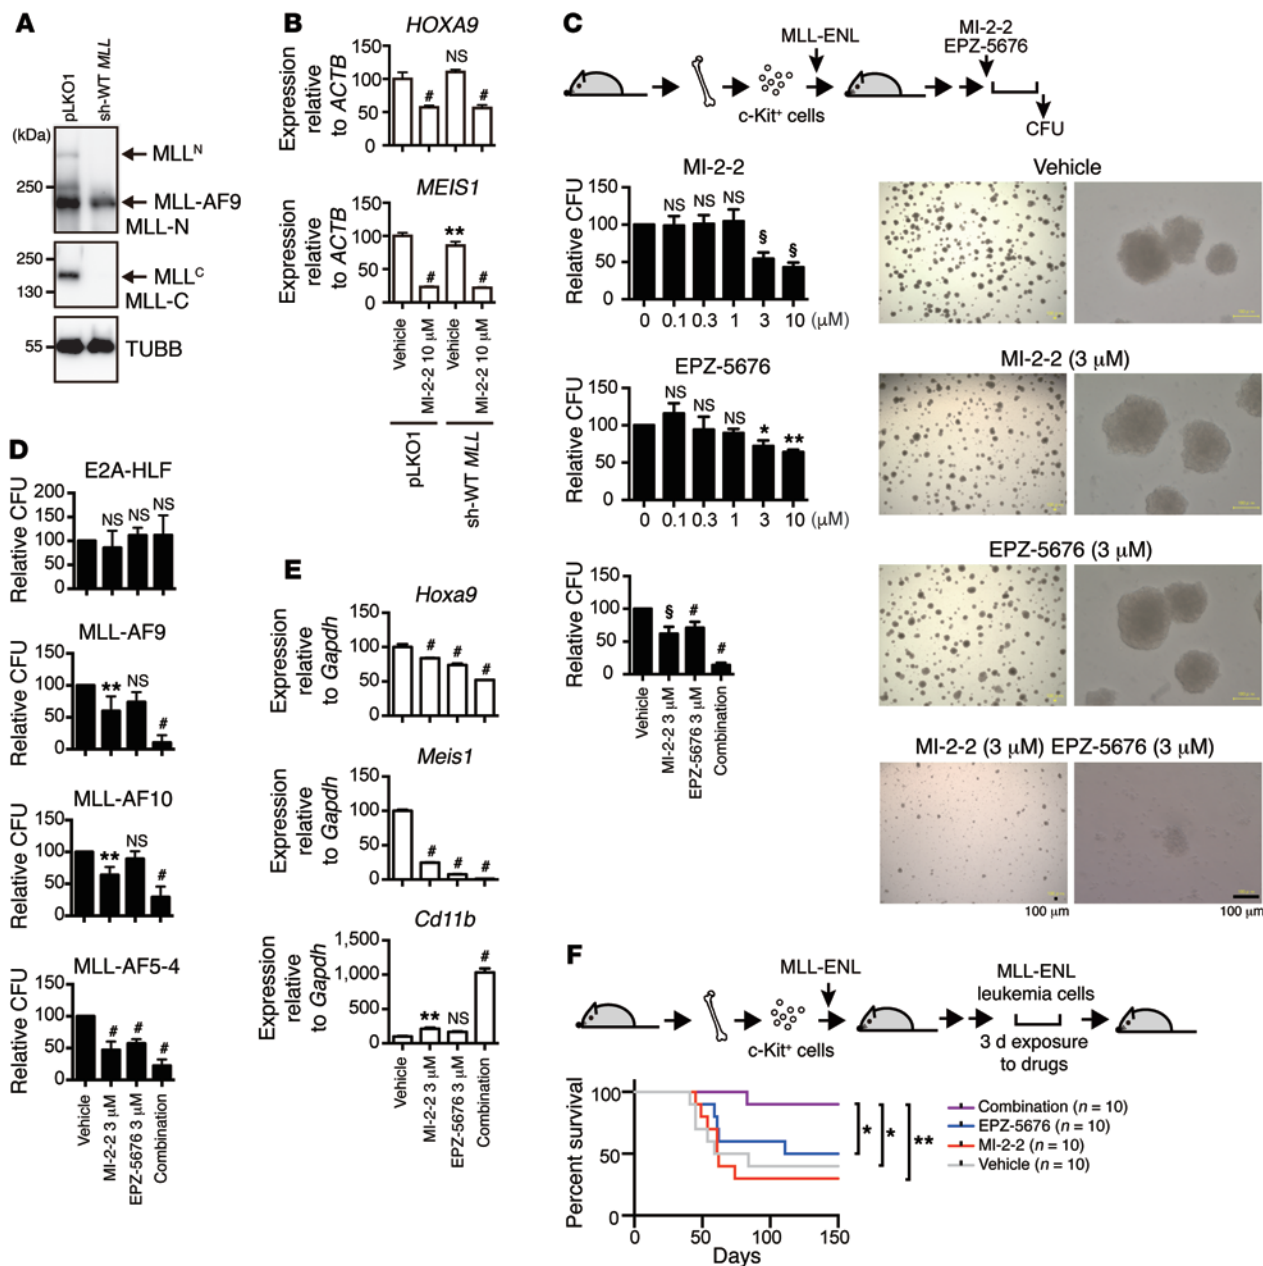 A
pLKO1
sh-WT MLL
(kDa)
MLLᴺ
250
MLL-AF9
MLL-N
250
MLLᶜ
130
MLL-C
55
TUBB
B
HOXA9
Expression relative to ACTB
150
100
50
0
NS
#
#
MEIS1
Expression relative to ACTB
150
100
50
0
**
#
#
Vehicle
MI-2-2 10 μM
Vehicle
MI-2-2 10 μM
pLKO1
sh-WT MLL
C
MLL-ENL
c-Kit⁺ cells
MI-2-2
EPZ-5676
CFU
MI-2-2
Relative CFU
150
100
50
0
NS NS NS § §
0 0.1 0.3 1 3 10 (μM)
EPZ-5676
Relative CFU
150
100
50
0
NS NS NS * **
0 0.1 0.3 1 3 10 (μM)
Relative CFU
150
100
50
0
§ # #
Vehicle
MI-2-2 3 μM
EPZ-5676 3 μM
Combination
Vehicle
MI-2-2 (3 μM)
EPZ-5676 (3 μM)
MI-2-2 (3 μM) EPZ-5676 (3 μM)
100 μm
100 μm
D
E2A-HLF
Relative CFU
200
150
100
50
0
NS NS NS
MLL-AF9
Relative CFU
100
50
0
** NS #
MLL-AF10
Relative CFU
150
100
50
0
** NS #
MLL-AF5-4
Relative CFU
150
100
50
0
# # #
Vehicle
MI-2-2 3 μM
EPZ-5676 3 μM
Combination
E
Hoxa9
Expression relative to Gapdh
150
100
50
0
# # #
Meis1
Expression relative to Gapdh
150
100
50
0
# # #
Cd11b
Expression relative to Gapdh
1,500
1,000
500
0
** NS #
Vehicle
MI-2-2 3 μM
EPZ-5676 3 μM
Combination
F
MLL-ENL
c-Kit⁺ cells
MLL-ENL
leukemia cells
3 d exposure
to drugs
Percent survival
100
50
0
0 50 100 150
Days
* * **
Combination (n = 10)
EPZ-5676 (n = 10)
MI-2-2 (n = 10)
Vehicle (n = 10)